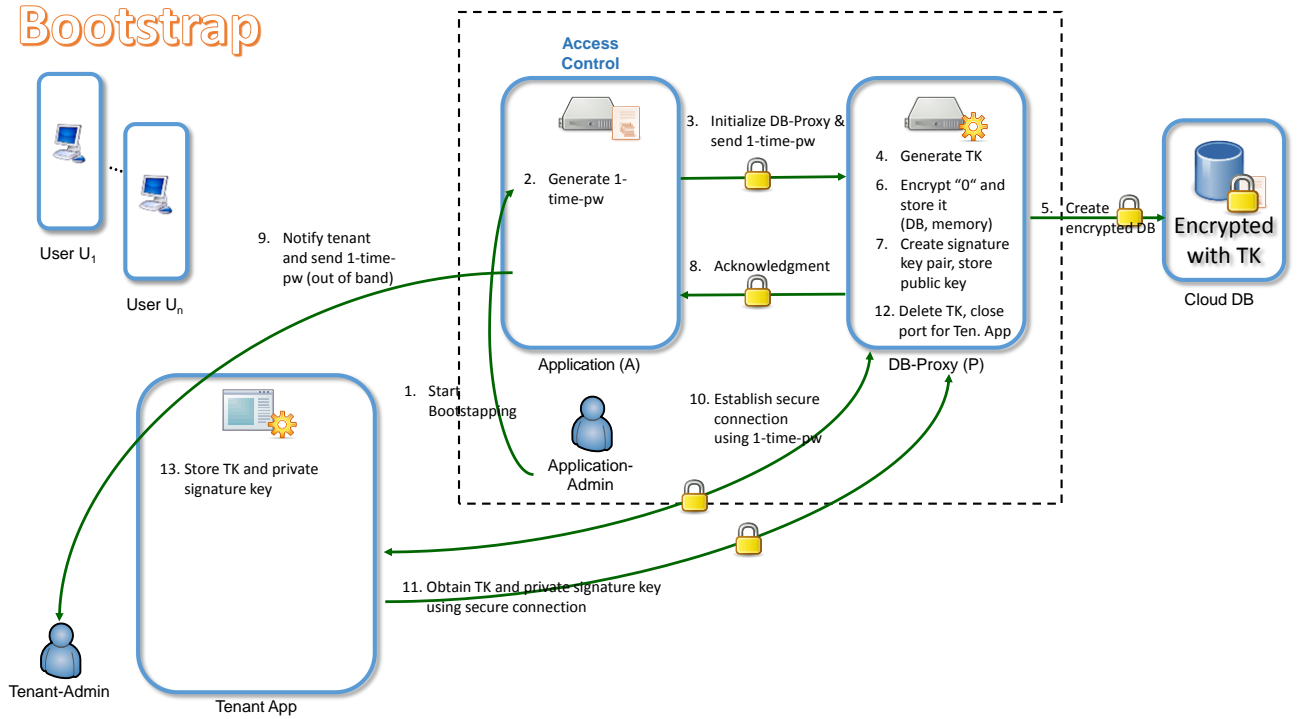 Bootstrap
Access
Control
3. Initialize DB-Proxy &
send 1-time-pw
2. Generate 1-
time-pw
4. Generate TK
6. Encrypt “0“ and
store it
(DB, memory)
7. Create signature
key pair, store
public key
12. Delete TK, close
port for Ten. App
5. Create
encrypted DB
Encrypted
with TK
Cloud DB
User U1
User Un
...
9. Notify tenant
and send 1-time-
pw (out of band)
8. Acknowledgment
Application (A)
DB-Proxy (P)
1. Start
Bootstapping
10. Establish secure
connection
using 1-time-pw
Application-
Admin
13. Store TK and private
signature key
11. Obtain TK and private signature key
using secure connection
Tenant-Admin
Tenant App